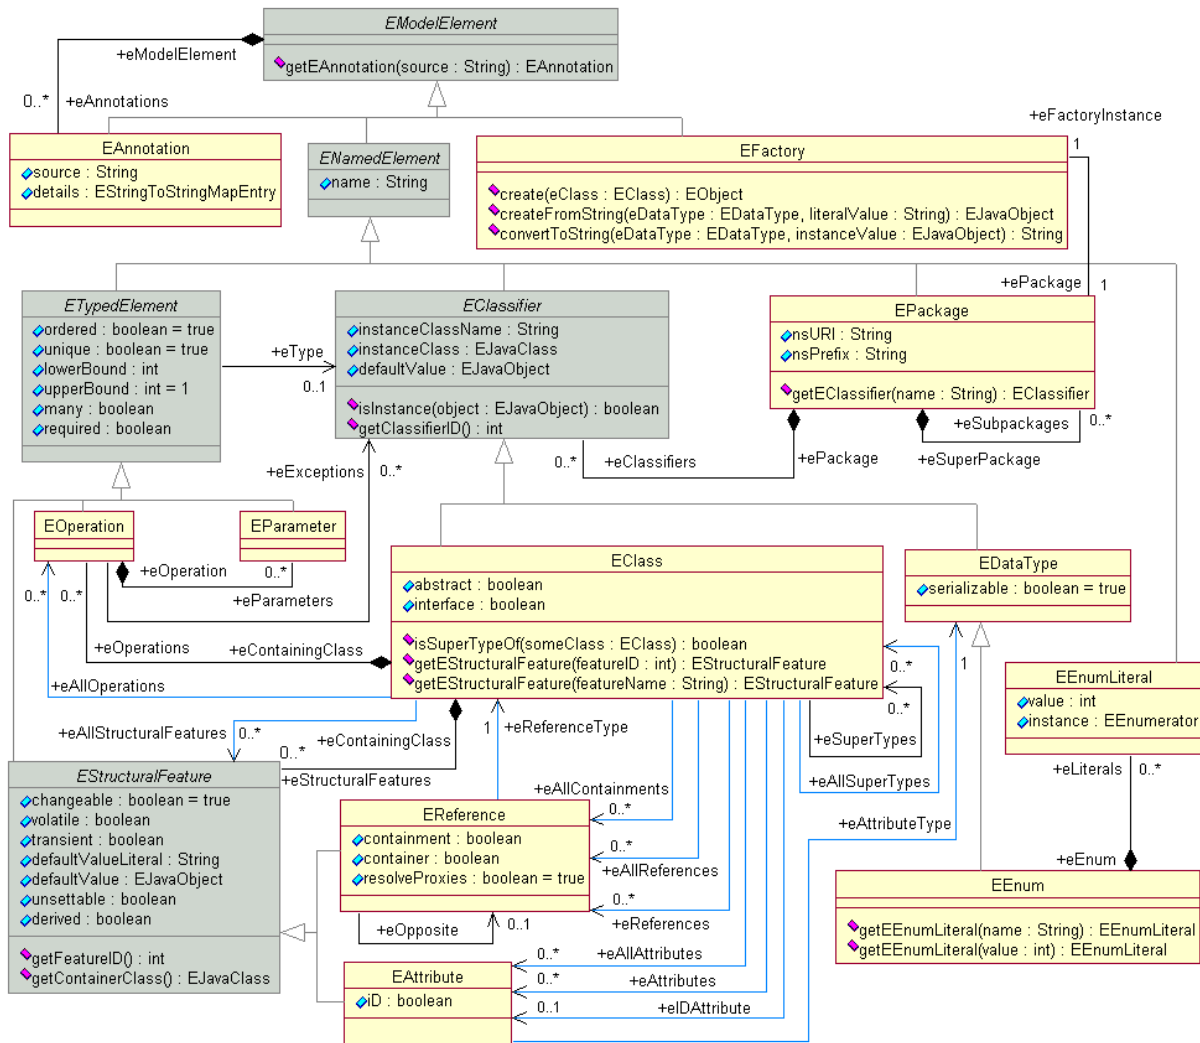 EModelElement
getEAnnotation(source : String) : EAnnotation
+eModelElement
0..*
+eAnnotations
EAnnotation
source : String
details : EStringToStringMapEntry
ENamedElement
name : String
EFactory
create(eClass : EClass) : EObject
createFromString(eDataType : EDataType, literalValue : String) : EJavaObject
convertToString(eDataType : EDataType, instanceValue : EJavaObject) : String
+eFactoryInstance
1
+ePackage
1
ETypedElement
ordered : boolean = true
unique : boolean = true
lowerBound : int
upperBound : int = 1
many : boolean
required : boolean
+eType
0..1
EClassifier
instanceClassName : String
instanceClass : EJavaClass
defaultValue : EJavaObject
isInstance(object : EJavaObject) : boolean
getClassifierID() : int
EPackage
nsURI : String
nsPrefix : String
getEClassifier(name : String) : EClassifier
+eSubpackages
0..*
+eSuperPackage
+ePackage
0..*
+eClassifiers
+eExceptions
0..*
EOperation
EParameter
+eOperation
0..*
+eParameters
0..*
0..*
+eOperations
+eContainingClass
+eAllOperations
EClass
abstract : boolean
interface : boolean
isSuperTypeOf(someClass : EClass) : boolean
getEStructuralFeature(featureID : int) : EStructuralFeature
getEStructuralFeature(featureName : String) : EStructuralFeature
EDataType
serializable : boolean = true
0..*
1
0..*
+eSuperTypes
+eAllSuperTypes
EEnumLiteral
value : int
instance : EEnumerator
+eLiterals
0..*
+eEnum
+eAttributeType
EEnum
getEEnumLiteral(name : String) : EEnumLiteral
getEEnumLiteral(value : int) : EEnumLiteral
+eAllStructuralFeatures
0..*
+eContainingClass
0..*
+eStructuralFeatures
1
+eReferenceType
+eAllContainments
0..*
EStructuralFeature
changeable : boolean = true
volatile : boolean
transient : boolean
defaultValueLiteral : String
defaultValue : EJavaObject
unsettable : boolean
derived : boolean
getFeatureID() : int
getContainerClass() : EJavaClass
EReference
containment : boolean
container : boolean
resolveProxies : boolean = true
0..*
+eAllReferences
0..*
+eReferences
+eOpposite
0..1
EAttribute
iD : boolean
0..*
+eAllAttributes
0..*
+eAttributes
0..1
+eIDAttribute